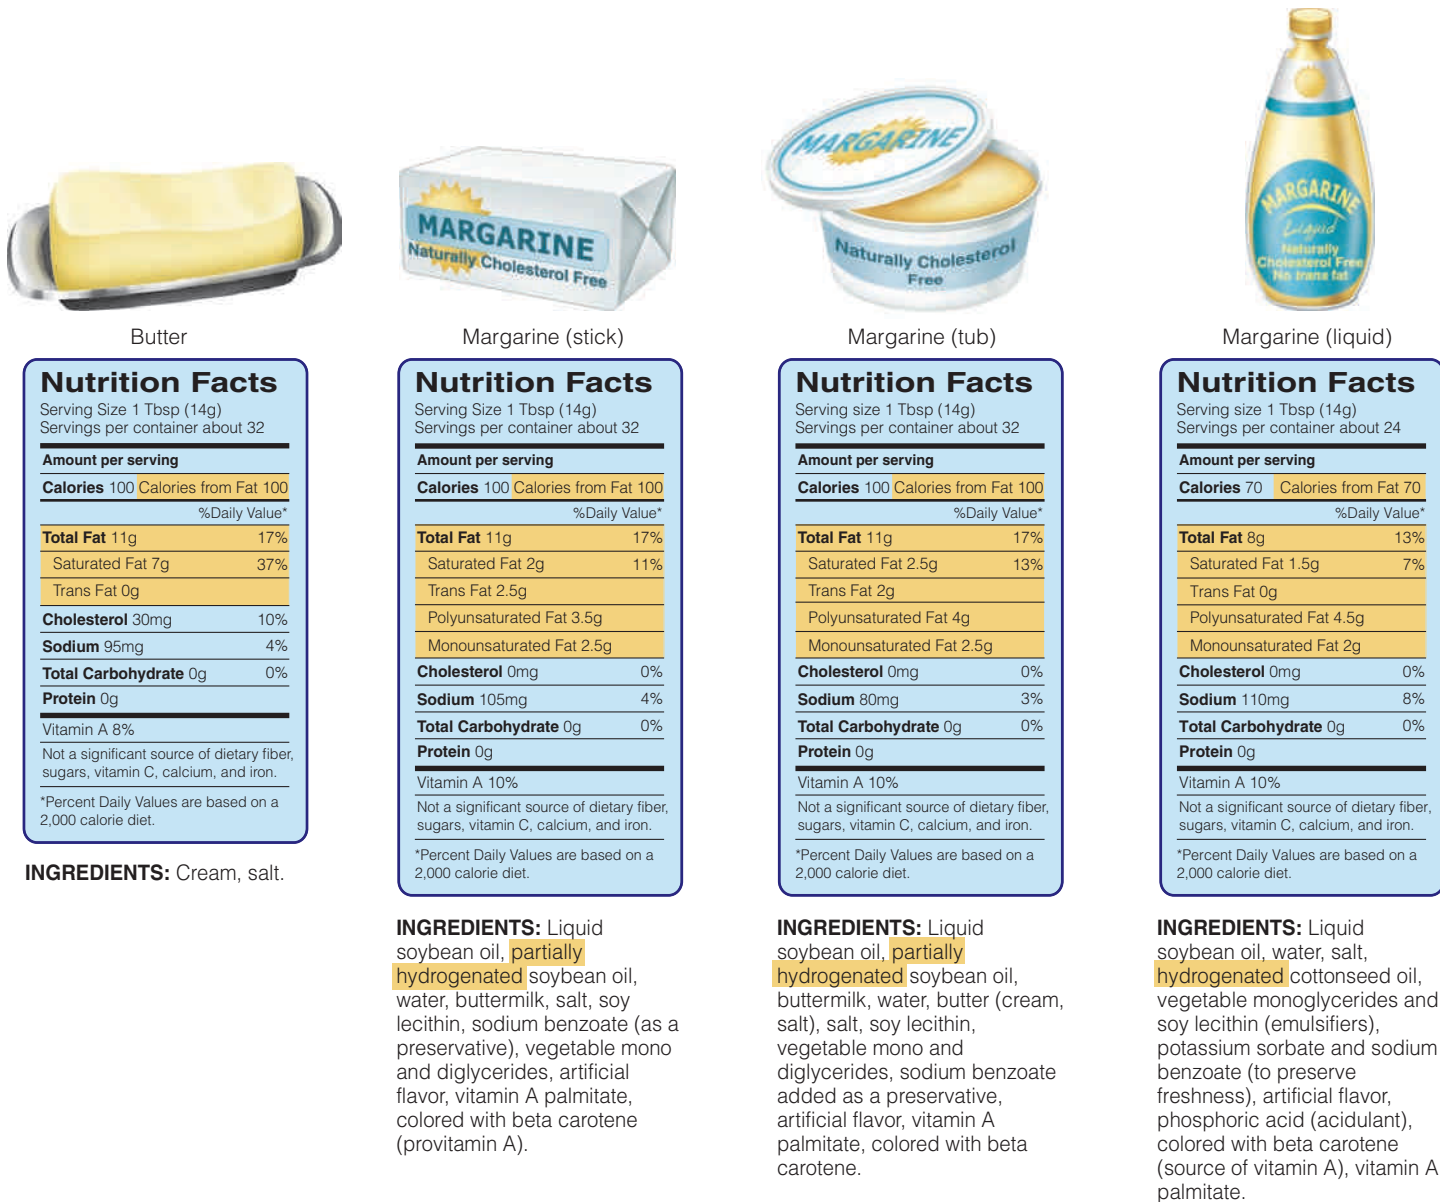 MARGARINE
Naturally Cholesterol Free
MARGARINE
Naturally Cholesterol
Free
MARGARINE
Liquid
Naturally
Cholesterol Free
No trans fat
Butter
Nutrition Facts
Serving Size 1 Tbsp (14g)
Servings per container about 32
Amount per serving
Calories 100 Calories from Fat 100
%Daily Value*
Total Fat 11g 17%
Saturated Fat 7g 37%
Trans Fat 0g
Cholesterol 30mg 10%
Sodium 95mg 4%
Total Carbohydrate 0g 0%
Protein 0g
Vitamin A 8%
Not a significant source of dietary fiber,
sugars, vitamin C, calcium, and iron.
*Percent Daily Values are based on a
2,000 calorie diet.
INGREDIENTS: Cream, salt.
Margarine (stick)
Nutrition Facts
Serving Size 1 Tbsp (14g)
Servings per container about 32
Amount per serving
Calories 100 Calories from Fat 100
%Daily Value*
Total Fat 11g 17%
Saturated Fat 2g 11%
Trans Fat 2.5g
Polyunsaturated Fat 3.5g
Monounsaturated Fat 2.5g
Cholesterol 0mg 0%
Sodium 105mg 4%
Total Carbohydrate 0g 0%
Protein 0g
Vitamin A 10%
Not a significant source of dietary fiber,
sugars, vitamin C, calcium, and iron.
*Percent Daily Values are based on a
2,000 calorie diet.
INGREDIENTS: Liquid
soybean oil, partially
hydrogenated soybean oil,
water, buttermilk, salt, soy
lecithin, sodium benzoate (as a
preservative), vegetable mono
and diglycerides, artificial
flavor, vitamin A palmitate,
colored with beta carotene
(provitamin A).
Margarine (tub)
Nutrition Facts
Serving size 1 Tbsp (14g)
Servings per container about 32
Amount per serving
Calories 100 Calories from Fat 100
%Daily Value*
Total Fat 11g 17%
Saturated Fat 2.5g 13%
Trans Fat 2g
Polyunsaturated Fat 4g
Monounsaturated Fat 2.5g
Cholesterol 0mg 0%
Sodium 80mg 3%
Total Carbohydrate 0g 0%
Protein 0g
Vitamin A 10%
Not a significant source of dietary fiber,
sugars, vitamin C, calcium, and iron.
*Percent Daily Values are based on a
2,000 calorie diet.
INGREDIENTS: Liquid
soybean oil, partially
hydrogenated soybean oil,
buttermilk, water, butter (cream,
salt), salt, soy lecithin,
vegetable mono and
diglycerides, sodium benzoate
added as a preservative,
artificial flavor, vitamin A
palmitate, colored with beta
carotene.
Margarine (liquid)
Nutrition Facts
Serving size 1 Tbsp (14g)
Servings per container about 24
Amount per serving
Calories 70 Calories from Fat 70
%Daily Value*
Total Fat 8g 13%
Saturated Fat 1.5g 7%
Trans Fat 0g
Polyunsaturated Fat 4.5g
Monounsaturated Fat 2g
Cholesterol 0mg 0%
Sodium 110mg 8%
Total Carbohydrate 0g 0%
Protein 0g
Vitamin A 10%
Not a significant source of dietary fiber,
sugars, vitamin C, calcium, and iron.
*Percent Daily Values are based on a
2,000 calorie diet.
INGREDIENTS: Liquid
soybean oil, water, salt,
hydrogenated cottonseed oil,
vegetable monoglycerides and
soy lecithin (emulsifiers),
potassium sorbate and sodium
benzoate (to preserve
freshness), artificial flavor,
phosphoric acid (acidulant),
colored with beta carotene
(source of vitamin A), vitamin A
palmitate.